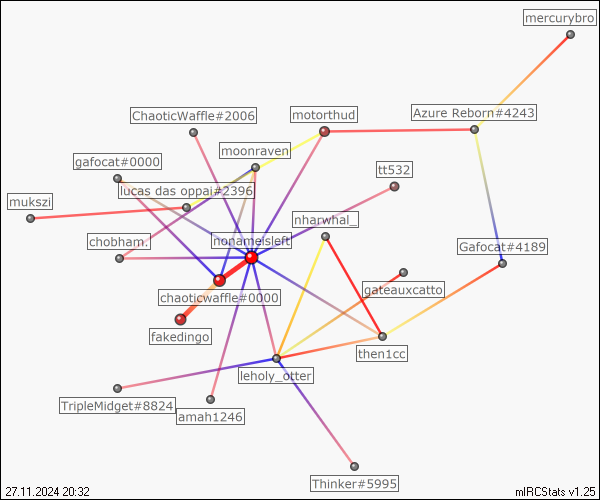 mercurybro
ChaoticWaffle#2006
motorthud
Azure Reborn#4243
gafocat#0000
moonraven
tt532
lucas das oppai#2396
mukszi
nharwhal_
chobham.
nonameisleft
Gafocat#4189
gateauxcatto
chaoticwaffle#0000
fakedingo
then1cc
leholy_otter
TripleMidget#8824
amah1246
Thinker#5995
27.11.2024 20:32
mIRCStats v1.25